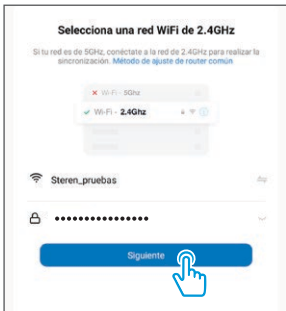 Selecciona una red WiFi de 2.4GHz
Si tu red es de 5GHz, conéctate a la red de 2.4GHz para realizar la
sincronización. Método de ajuste de router común
Wi-Fi - 5Ghz
Wi-Fi - 2.4Ghz
Steren_pruebas
••••••••••••••••
Siguiente